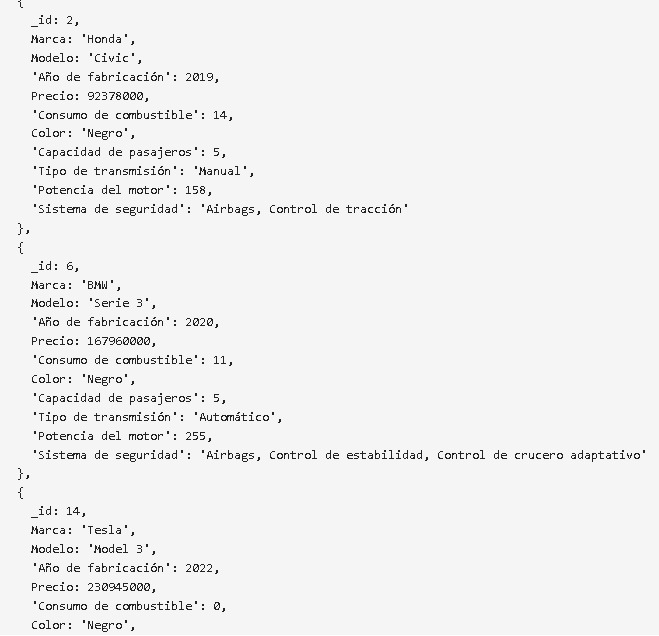 {
_id: 2,
Marca: 'Honda',
Modelo: 'Civic',
'Año de fabricación': 2019,
Precio: 92378000,
'Consumo de combustible': 14,
Color: 'Negro',
'Capacidad de pasajeros': 5,
'Tipo de transmisión': 'Manual',
'Potencia del motor': 158,
'Sistema de seguridad': 'Airbags, Control de tracción'
},
{
_id: 6,
Marca: 'BMW',
Modelo: 'Serie 3',
'Año de fabricación': 2020,
Precio: 167960000,
'Consumo de combustible': 11,
Color: 'Negro',
'Capacidad de pasajeros': 5,
'Tipo de transmisión': 'Automático',
'Potencia del motor': 255,
'Sistema de seguridad': 'Airbags, Control de estabilidad, Control de crucero adaptativo'
},
{
_id: 14,
Marca: 'Tesla',
Modelo: 'Model 3',
'Año de fabricación': 2022,
Precio: 230945000,
'Consumo de combustible': 0,
Color: 'Negro',